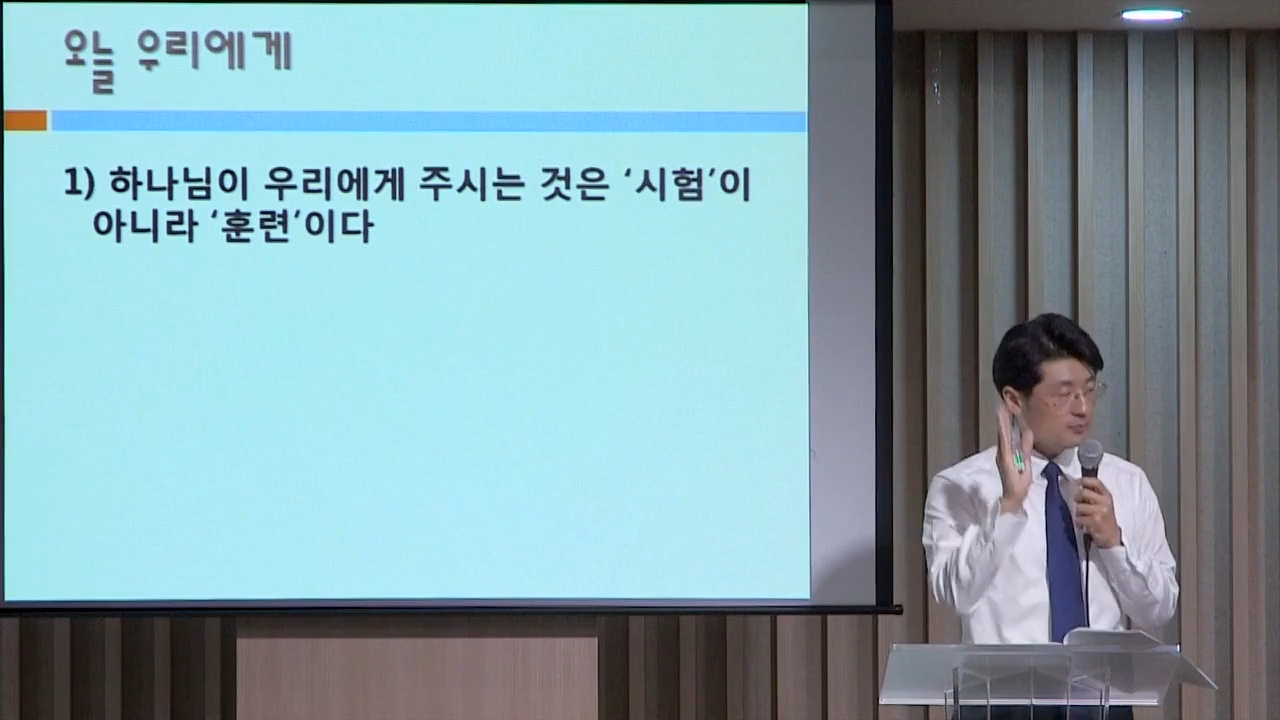 오늘 우리에게
1) 하나님이 우리에게 주시는 것은 ‘시험’이
아니라 ‘훈련’이다